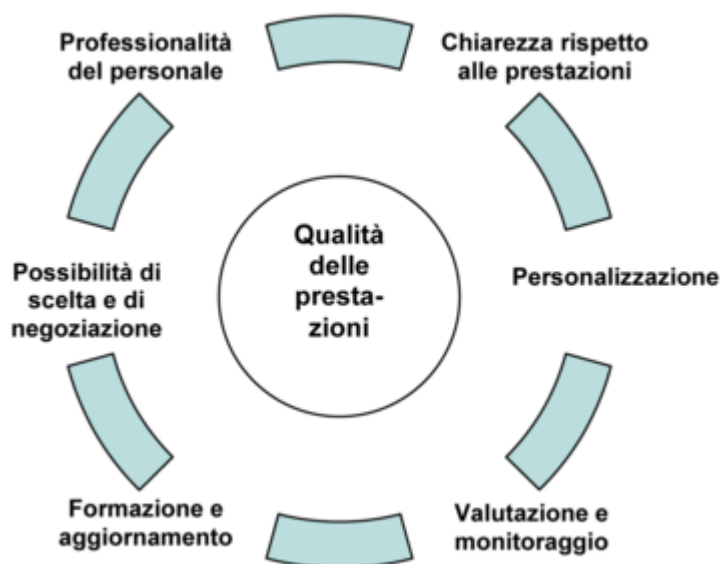 Professionalità
del personale
Chiarezza rispetto
alle prestazioni
Qualità
delle
presta-
zioni
Possibilità di
scelta e di
negoziazione
Personalizzazione
Formazione e
aggiornamento
Valutazione e
monitoraggio